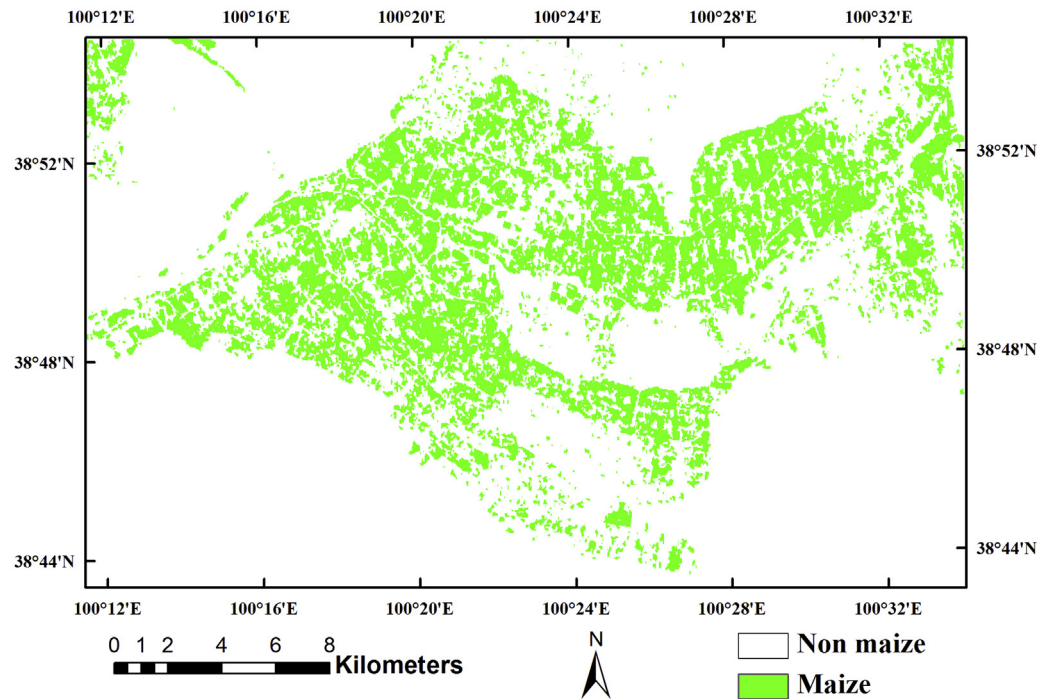 100°12'E 100°16'E 100°20'E 100°24'E 100°28'E 100°32'E
38°52'N 38°52'N
38°48'N 38°48'N
38°44'N 38°44'N
100°12'E 100°16'E 100°20'E 100°24'E 100°28'E 100°32'E
0 1 2 4 6 8 Kilometers
N
Non maize
Maize